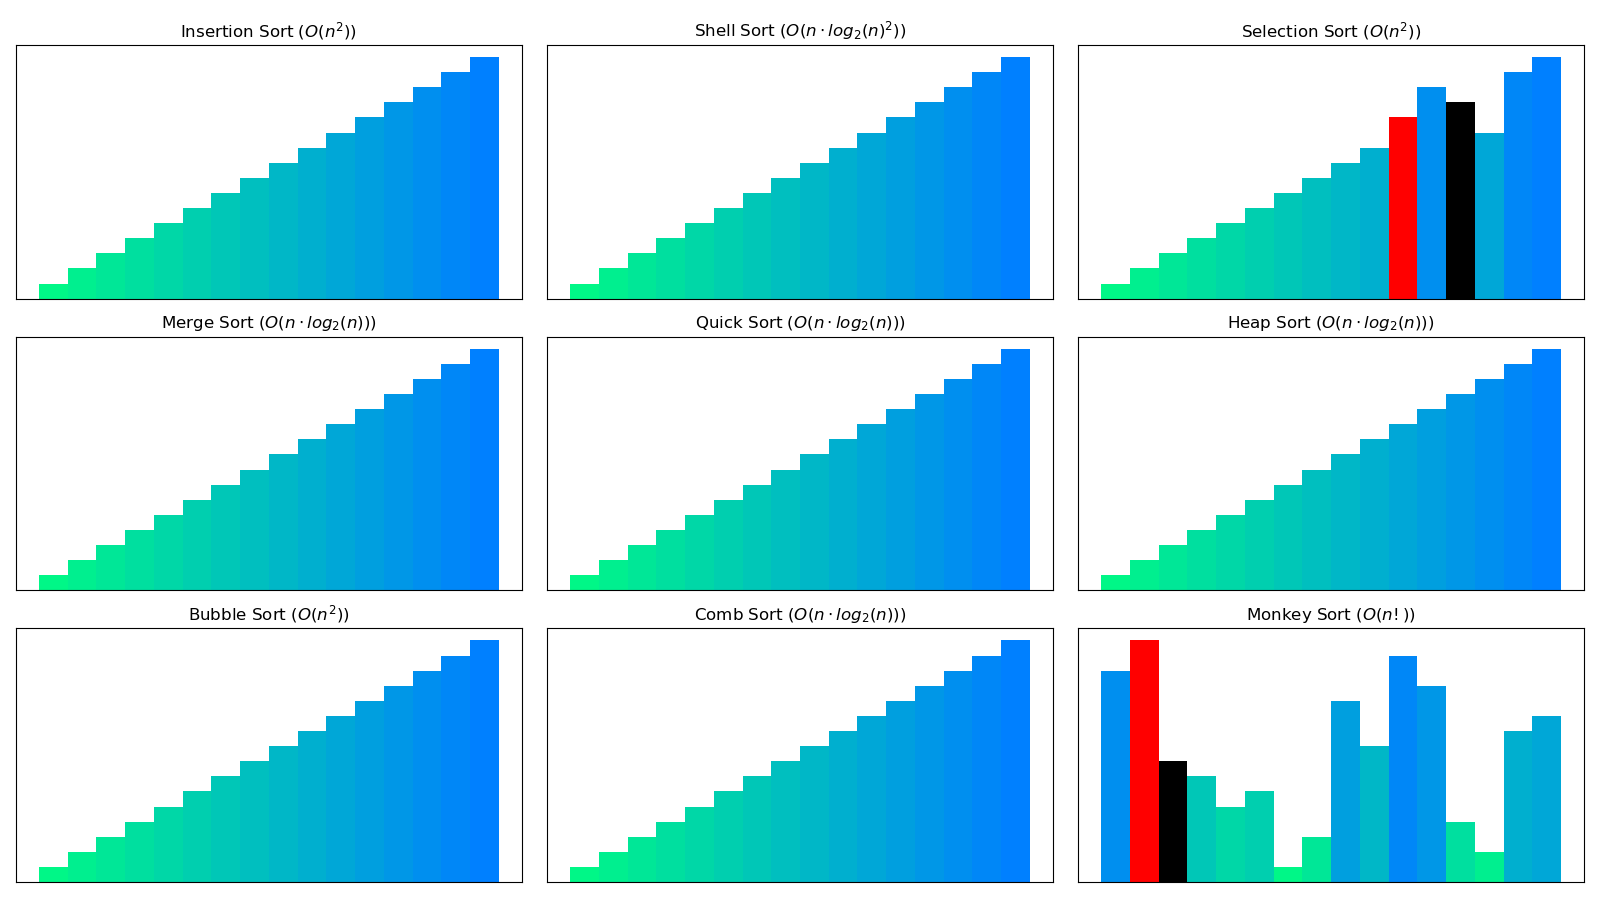 Insertion Sort (O(n²))
Shell Sort (O(n · log₂(n)²))
Selection Sort (O(n²))
Merge Sort (O(n · log₂(n)))
Quick Sort (O(n · log₂(n)))
Heap Sort (O(n · log₂(n)))
Bubble Sort (O(n²))
Comb Sort (O(n · log₂(n)))
Monkey Sort (O(n!))